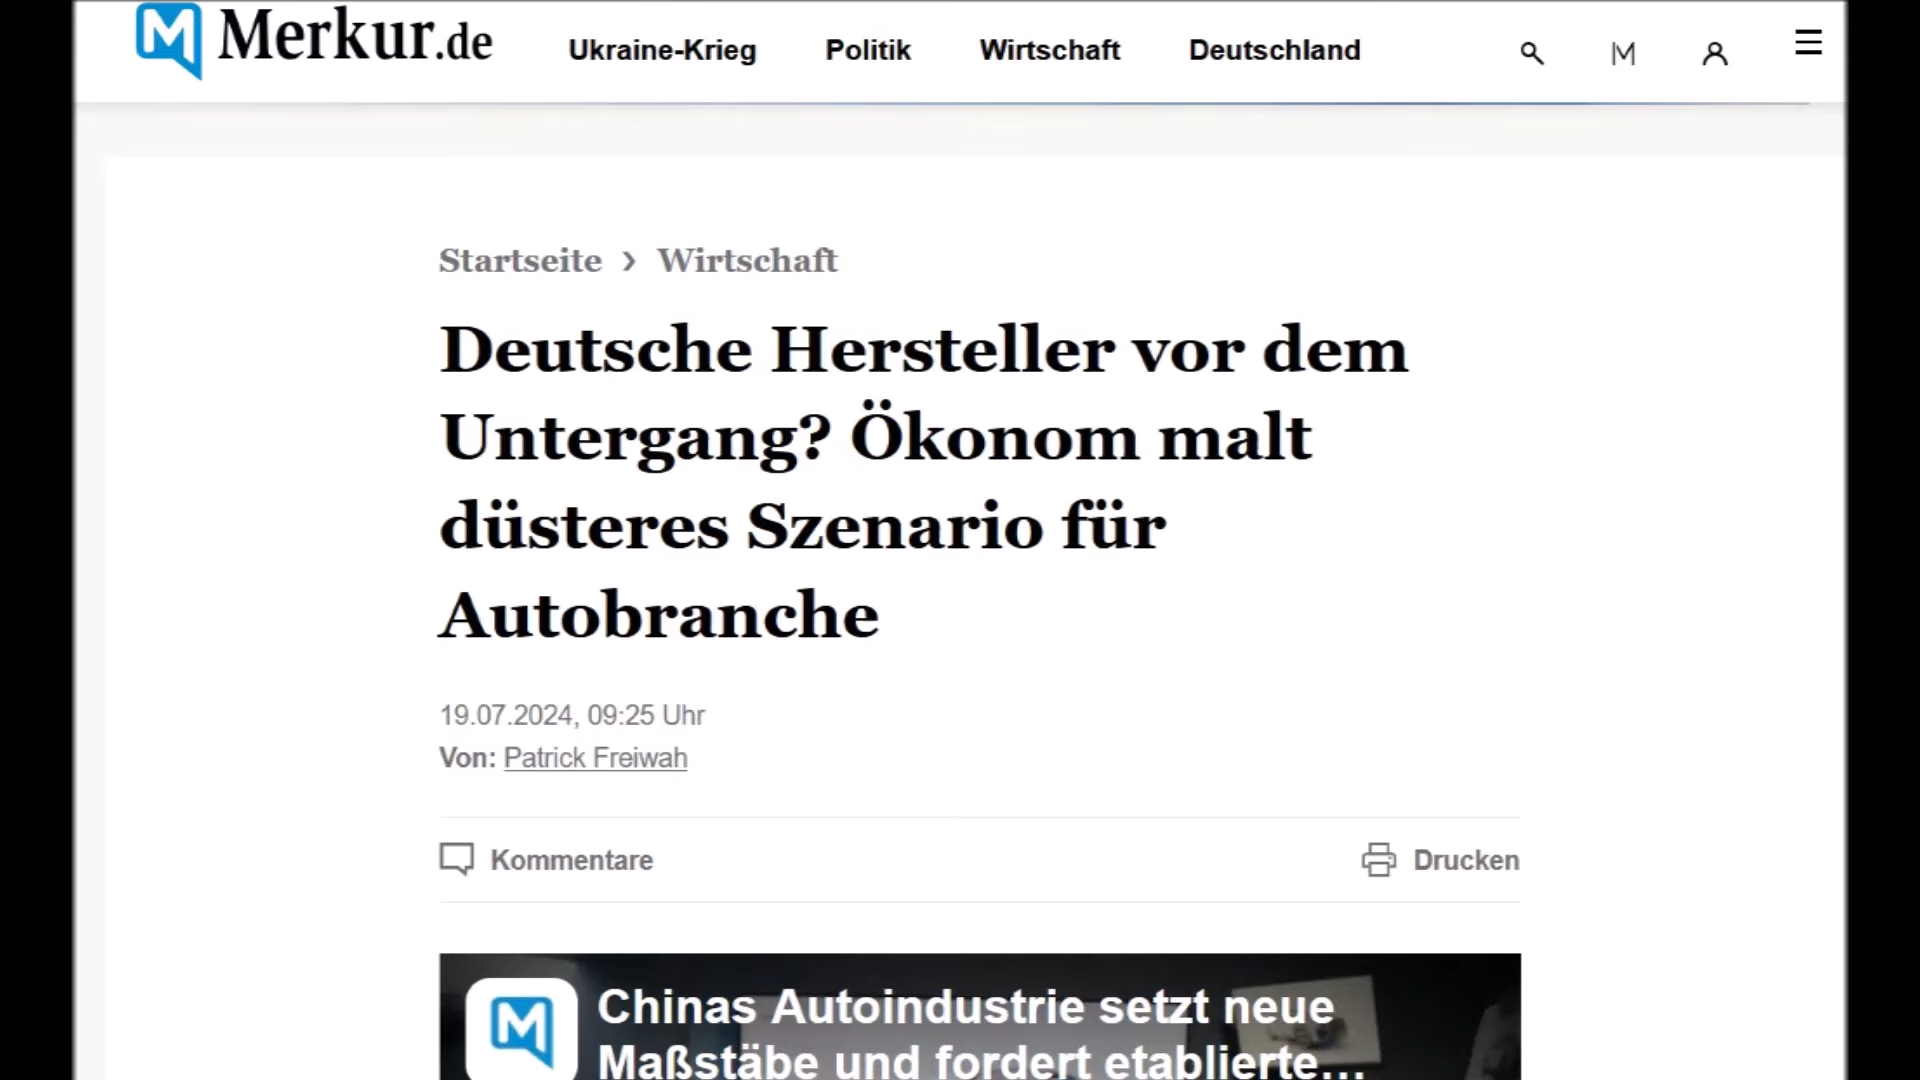 Merkur.de
Ukraine-Krieg Politik Wirtschaft Deutschland
Startseite › Wirtschaft
Deutsche Hersteller vor dem
Untergang? Ökonom malt
düsteres Szenario für
Autobranche
19.07.2024, 09:25 Uhr
Von: Patrick Freiwah
Kommentare Drucken
Chinas Autoindustrie setzt neue
Maßstäbe und fordert etablierte...